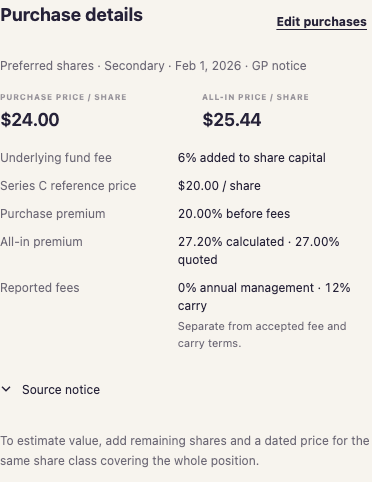 Purchase details
Edit purchases
Preferred shares · Secondary · Feb 1, 2026 · GP notice
PURCHASE PRICE / SHARE
ALL-IN PRICE / SHARE
$24.00
$25.44
Underlying fund fee
6% added to share capital
Series C reference price
$20.00 / share
Purchase premium
20.00% before fees
All-in premium
27.20% calculated · 27.00%
quoted
Reported fees
0% annual management · 12%
carry
Separate from accepted fee and
carry terms.
Source notice
To estimate value, add remaining shares and a dated price for the
same share class covering the whole position.